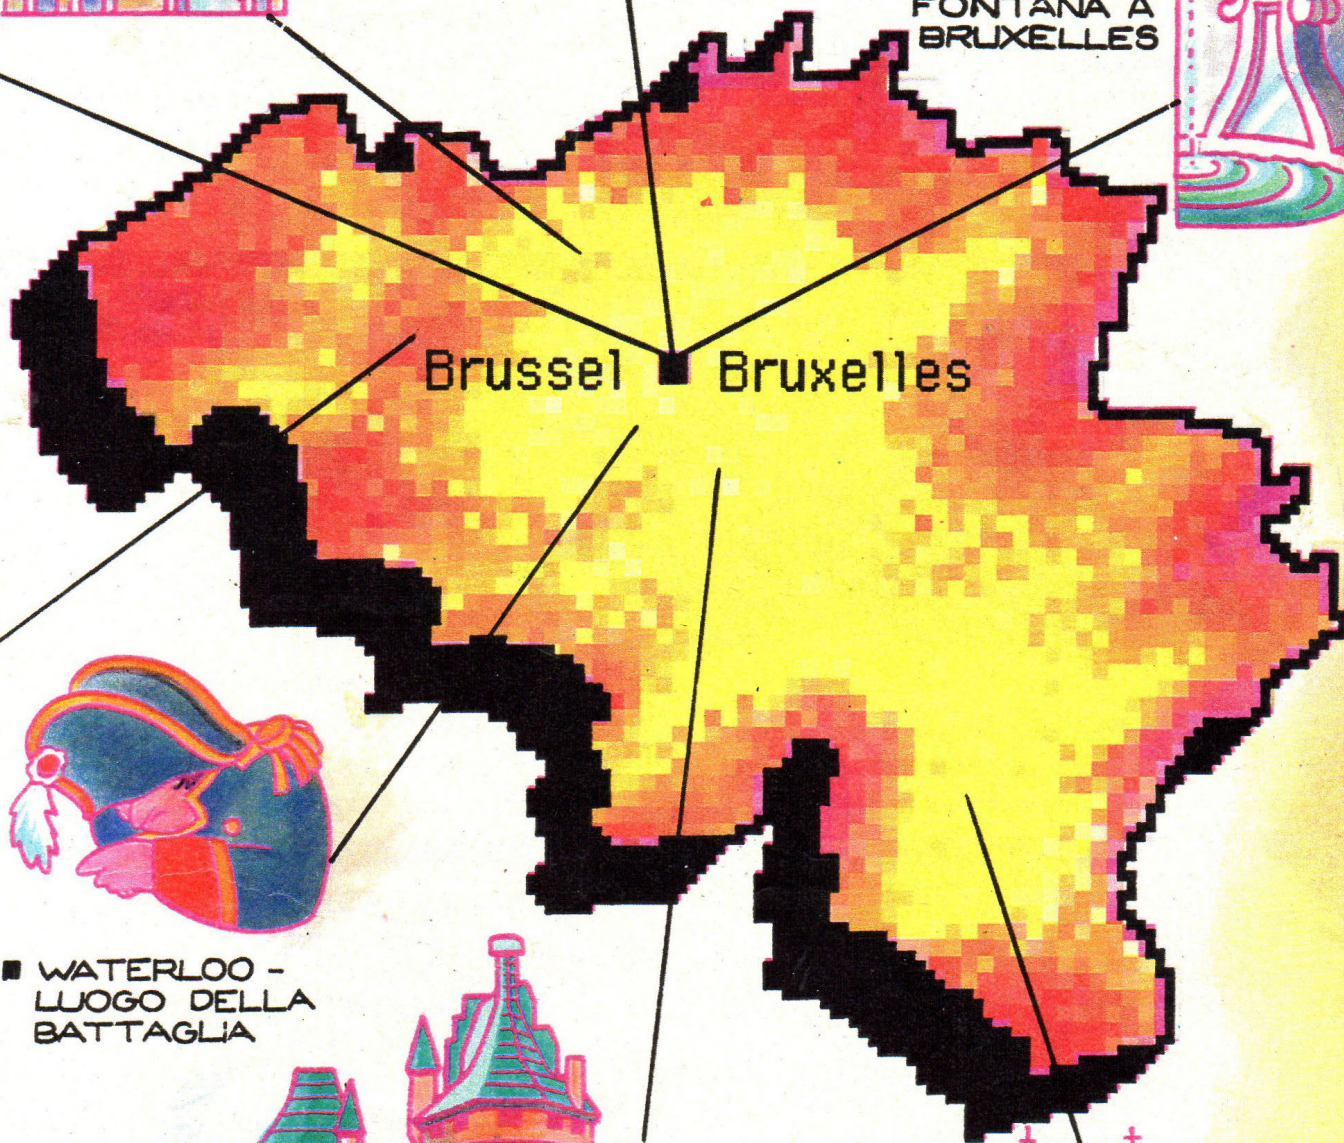 FONTANA A
BRUXELLES
Brussel Bruxelles
WATERLOO -
LUOGO DELLA
BATTAGLIA